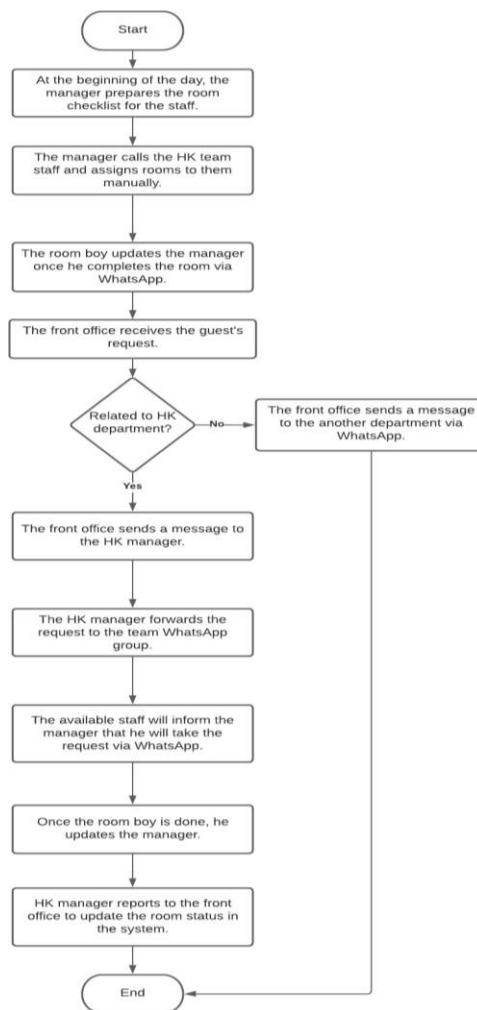 Start
At the beginning of the day, the
manager prepares the room
checklist for the staff.
The manager calls the HK team
staff and assigns rooms to them
manually.
The room boy updates the manager
once he completes the room via
WhatsApp.
The front office receives the guest's
request.
Related to HK
department?
No
The front office sends a message
to the another department via
WhatsApp.
Yes
The front office sends a message to
the HK manager.
The HK manager forwards the
request to the team WhatsApp
group.
The available staff will inform the
manager that he will take the
request via WhatsApp.
Once the room boy is done, he
updates the manager.
HK manager reports to the front
office to update the room status in
the system.
End